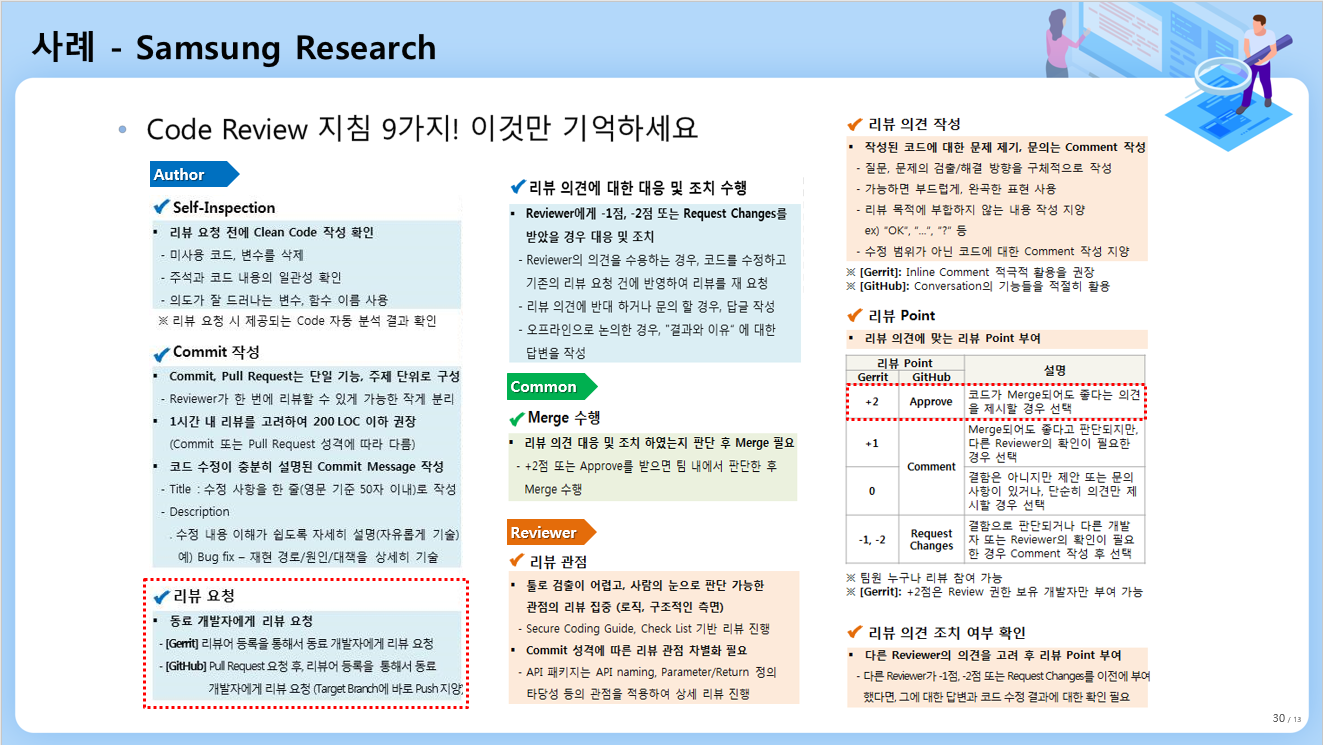 사례 - Samsung Research
• Code Review 지침 9가지! 이것만 기억하세요
Author
✔Self-Inspection
▪ 리뷰 요청 전에 Clean Code 작성 확인
- 미사용 코드, 변수를 삭제
- 주석과 코드 내용의 일관성 확인
- 의도가 잘 드러나는 변수, 함수 이름 사용
※ 리뷰 요청 시 제공되는 Code 자동 분석 결과 확인
✔Commit 작성
▪ Commit, Pull Request는 단일 기능, 주제 단위로 구성
- Reviewer가 한 번에 리뷰할 수 있게 가능한 작게 분리
▪ 1시간 내 리뷰를 고려하여 200 LOC 이하 권장
(Commit 또는 Pull Request 성격에 따라 다름)
▪ 코드 수정이 충분히 설명된 Commit Message 작성
- Title : 수정 사항을 한 줄(영문 기준 50자 이내)로 작성
- Description
. 수정 내용 이해가 쉽도록 자세히 설명(자유롭게 기술)
예) Bug fix – 재현 경로/원인/대책을 상세히 기술
✔리뷰 요청
▪ 동료 개발자에게 리뷰 요청
- [Gerrit] 리뷰어 등록을 통해서 동료 개발자에게 리뷰 요청
- [GitHub] Pull Request 요청 후, 리뷰어 등록을 통해서 동료
개발자에게 리뷰 요청 (Target Branch에 바로 Push 지양)
✔리뷰 의견에 대한 대응 및 조치 수행
▪ Reviewer에게 -1점, -2점 또는 Request Changes를
받았을 경우 대응 및 조치
- Reviewer의 의견을 수용하는 경우, 코드를 수정하고
기존의 리뷰 요청 건에 반영하여 리뷰를 재 요청
- 리뷰 의견에 반대 하거나 문의 할 경우, 답글 작성
- 오프라인으로 논의한 경우, "결과와 이유" 에 대한
답변을 작성
Common
✔Merge 수행
▪ 리뷰 의견 대응 및 조치 하였는지 판단 후 Merge 필요
- +2점 또는 Approve를 받으면 팀 내에서 판단한 후
Merge 수행
Reviewer
✔ 리뷰 관점
▪ 툴로 검출이 어렵고, 사람의 눈으로 판단 가능한
관점의 리뷰 집중 (로직, 구조적인 측면)
- Secure Coding Guide, Check List 기반 리뷰 진행
▪ Commit 성격에 따른 리뷰 관점 차별화 필요
- API 패키지는 API naming, Parameter/Return 정의
타당성 등의 관점을 적용하여 상세 리뷰 진행
✔ 리뷰 의견 작성
▪ 작성된 코드에 대한 문제 제기, 문의는 Comment 작성
- 질문, 문제의 검출/해결 방향을 구체적으로 작성
- 가능하면 부드럽게, 완곡한 표현 사용
- 리뷰 목적에 부합하지 않는 내용 작성 지양
ex) "OK", "...", "?" 등
- 수정 범위가 아닌 코드에 대한 Comment 작성 지양
※ [Gerrit]: Inline Comment 적극적 활용을 권장
※ [GitHub]: Conversation의 기능들을 적절히 활용
✔ 리뷰 Point
▪ 리뷰 의견에 맞는 리뷰 Point 부여
리뷰 Point 설명
Gerrit GitHub
+2 Approve 코드가 Merge되어도 좋다는 의견
을 제시할 경우 선택
+1 Comment Merge되어도 좋다고 판단되지만,
다른 Reviewer의 확인이 필요한
경우 선택
0 결함은 아니지만 제안 또는 문의
사항이 있거나, 단순히 의견만 제
시할 경우 선택
-1, -2 Request Changes 결함으로 판단되거나 다른 개발
자 또는 Reviewer의 확인이 필요
한 경우 Comment 작성 후 선택
※ 팀원 누구나 리뷰 참여 가능
※ [Gerrit]: +2점은 Review 권한 보유 개발자만 부여 가능
✔ 리뷰 의견 조치 여부 확인
▪ 다른 Reviewer의 의견을 고려 후 리뷰 Point 부여
- 다른 Reviewer가 -1점, -2점 또는 Request Changes를 이전에 부여
했다면, 그에 대한 답변과 코드 수정 결과에 대한 확인 필요
30 / 13